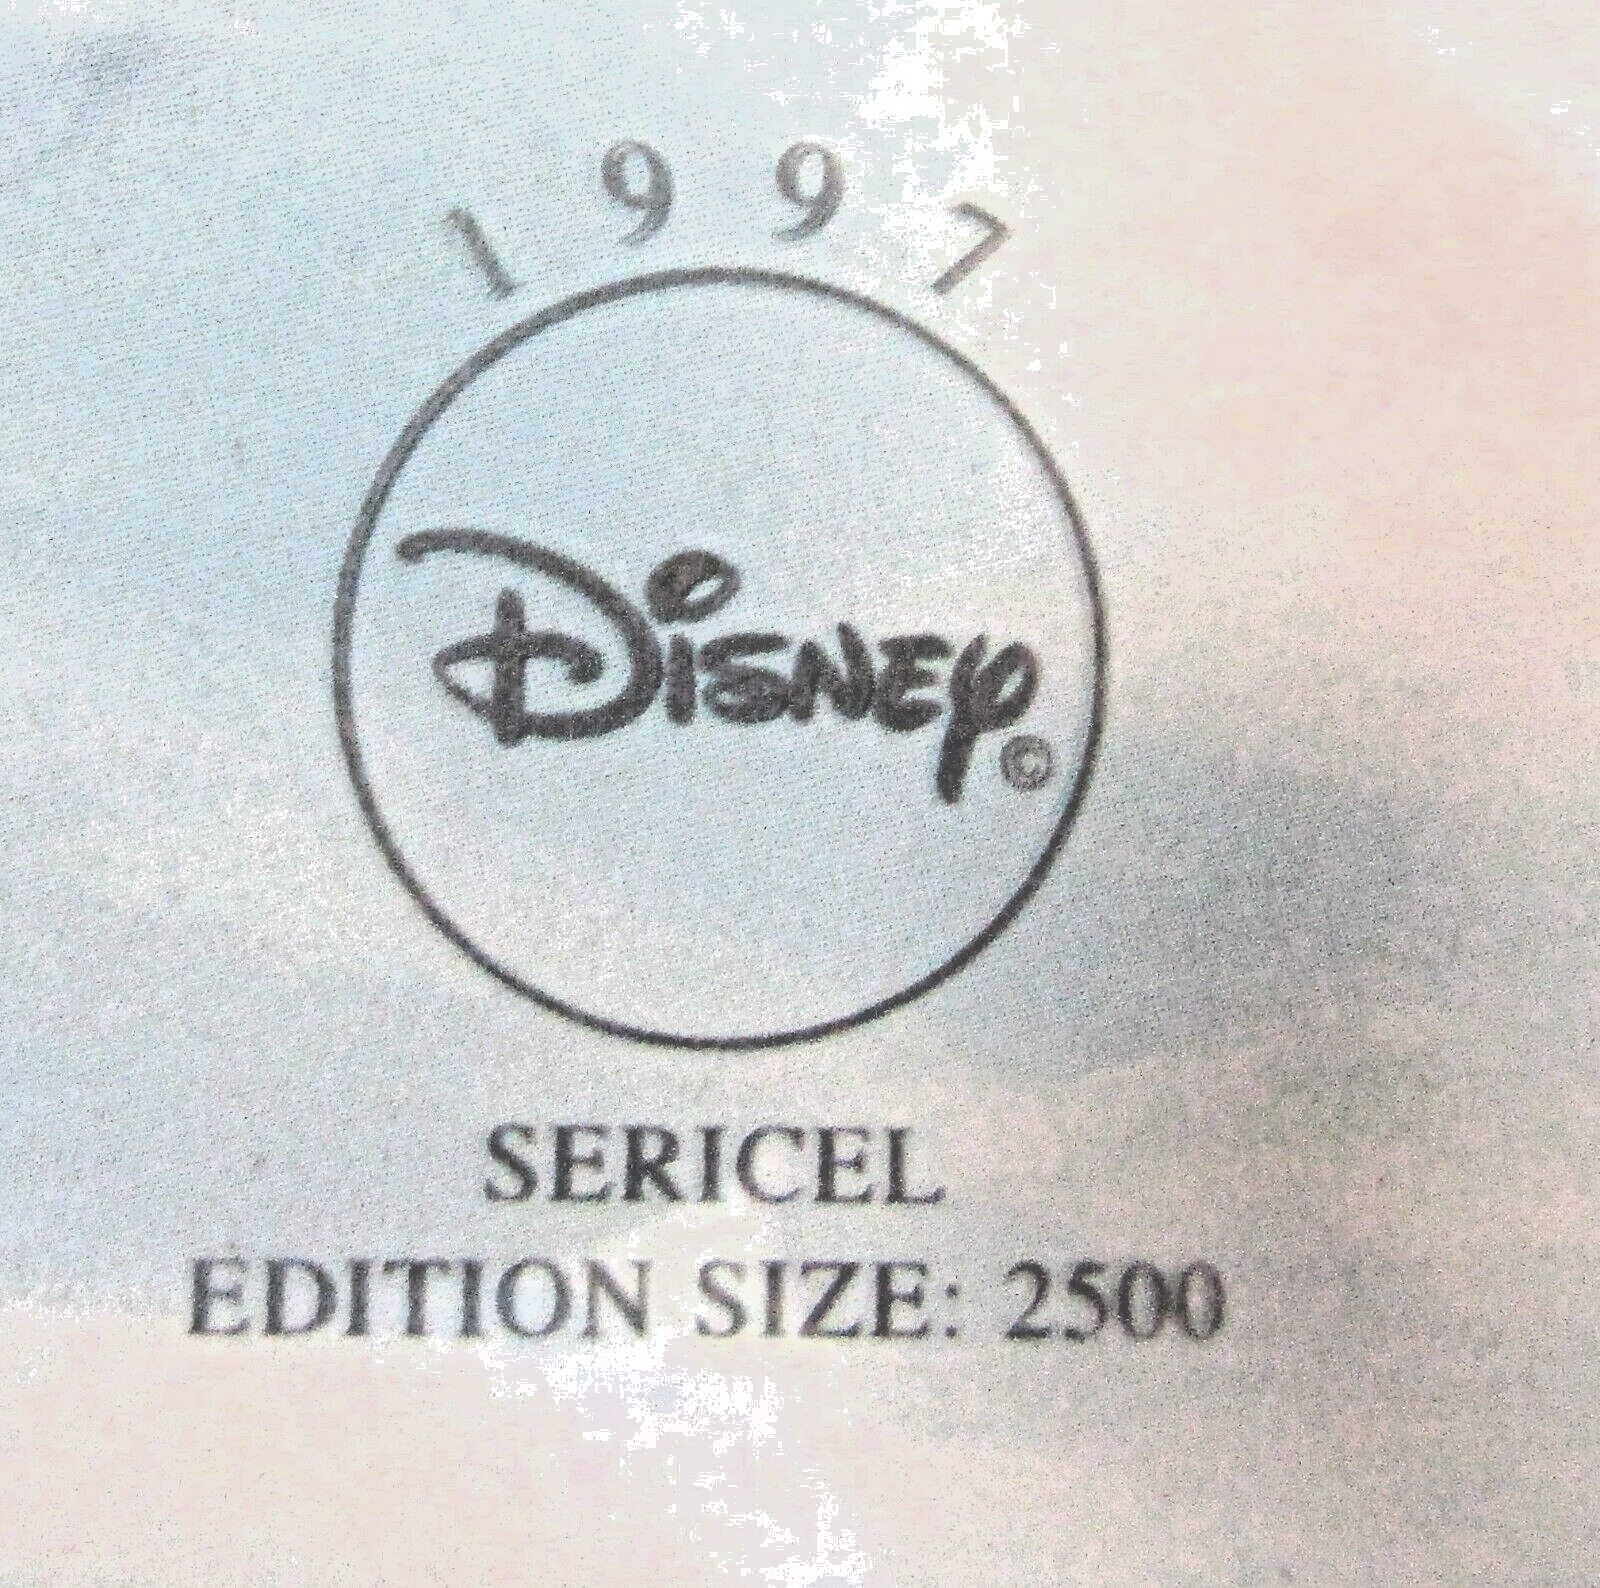 1997
Disney ©
SERICEL
EDITION SIZE: 2500